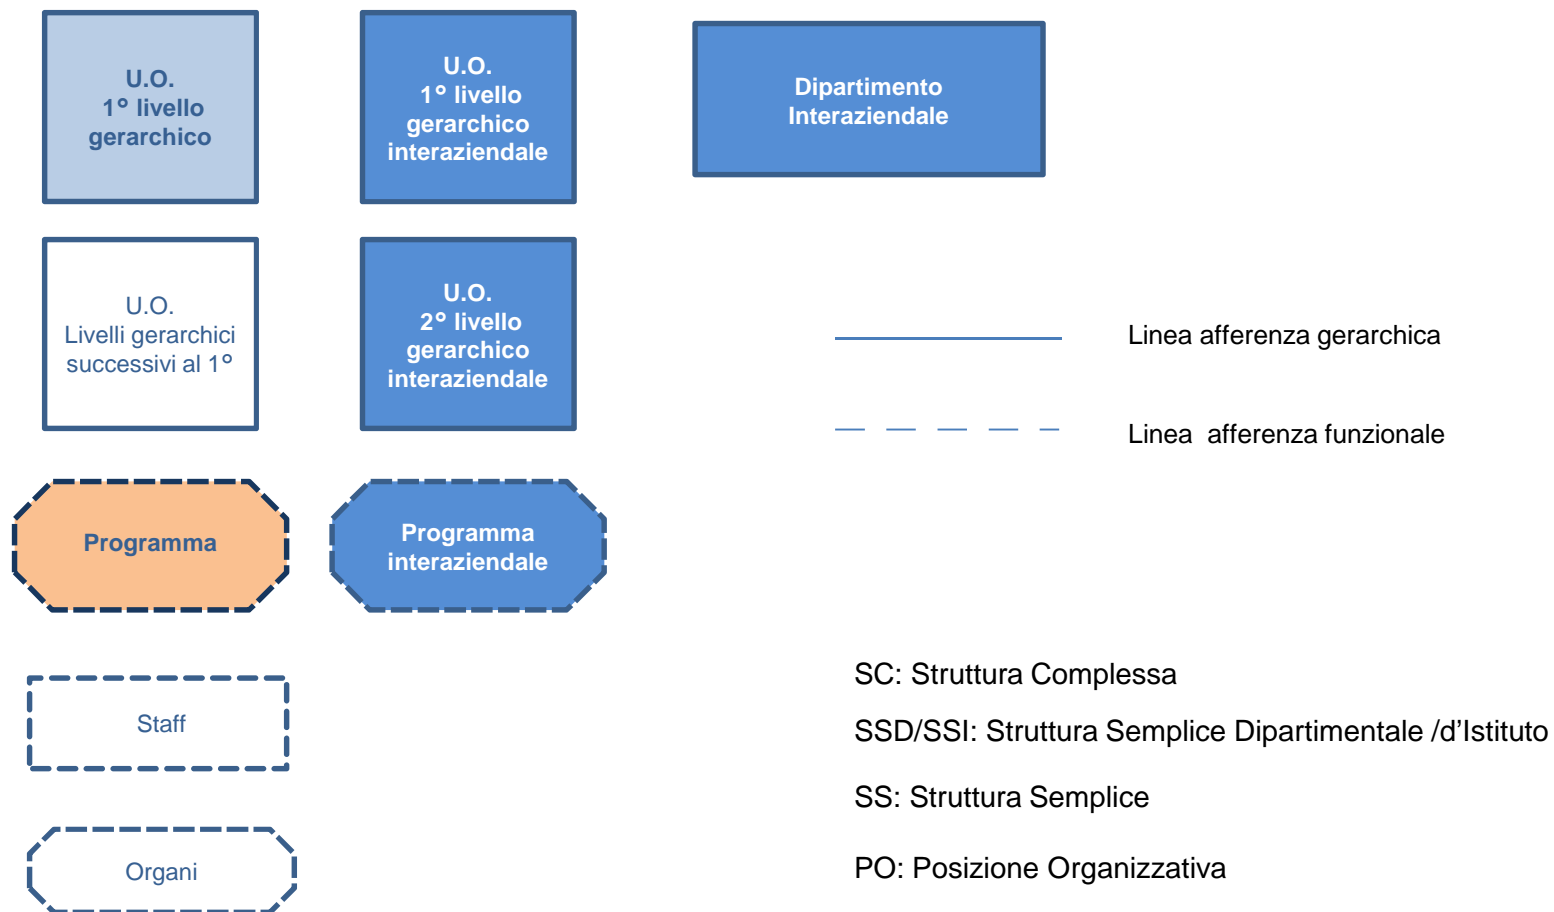 U.O.
1° livello
gerarchico
U.O.
1° livello
gerarchico
interaziendale
Dipartimento
Interaziendale
U.O.
Livelli gerarchici
successivi al 1°
U.O.
2° livello
gerarchico
interaziendale
Linea afferenza gerarchica
Linea afferenza funzionale
Programma
Programma
interaziendale
Staff
Organi
SC: Struttura Complessa
SSD/SSI: Struttura Semplice Dipartimentale /d'Istituto
SS: Struttura Semplice
PO: Posizione Organizzativa